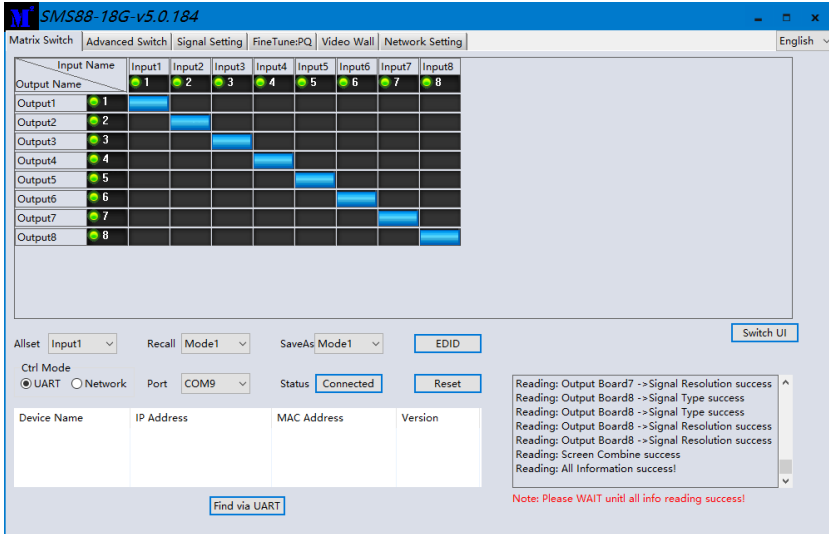 SMS88-18G-v5.0.184
Matrix Switch Advanced Switch Signal Setting FineTune:PQ Video Wall Network Setting English
Input Name Input1 Input2 Input3 Input4 Input5 Input6 Input7 Input8
Output Name 1 2 3 4 5 6 7 8
Output1 1
Output2 2
Output3 3
Output4 4
Output5 5
Output6 6
Output7 7
Output8 8
Switch UI
Allset Input1 Recall Mode1 SaveAs Mode1 EDID
Ctrl Mode
UART Network Port COM9 Status Connected Reset
Device Name IP Address MAC Address Version
Find via UART
Reading: Output Board7 ->Signal Resolution success
Reading: Output Board8 ->Signal Type success
Reading: Output Board8 ->Signal Type success
Reading: Output Board8 ->Signal Resolution success
Reading: Output Board8 ->Signal Resolution success
Reading: Screen Combine success
Reading: All Information success!
Note: Please WAIT unitl all info reading success!